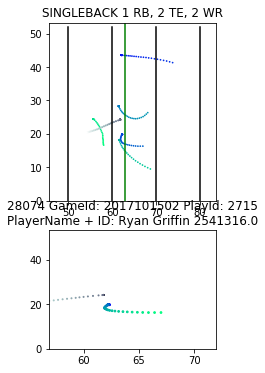 SINGLEBACK 1 RB, 2 TE, 2 WR
50
40
30
20
10
0
50 60 70 80
28074 GameId: 2017101502 PlayId: 2715
PlayerName + ID: Ryan Griffin 2541316.0
40
20
0
60 65 70